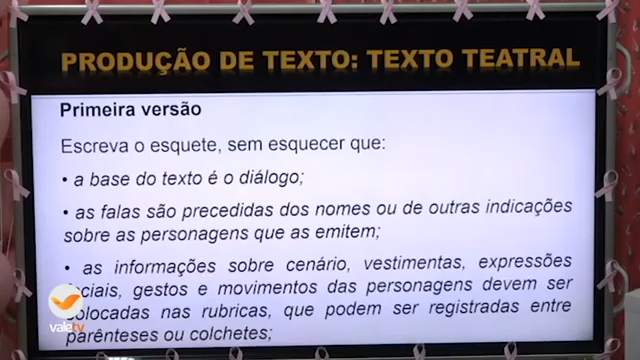 PRODUÇÃO DE TEXTO: TEXTO TEATRAL
Primeira versão
Escreva o esquete, sem esquecer que:
• a base do texto é o diálogo;
• as falas são precedidas dos nomes ou de outras indicações
sobre as personagens que as emitem;
• as informações sobre cenário, vestimentas, expressões
ciais, gestos e movimentos das personagens devem ser
olocadas nas rubricas, que podem ser registradas entre
parênteses ou colchetes;
valetv